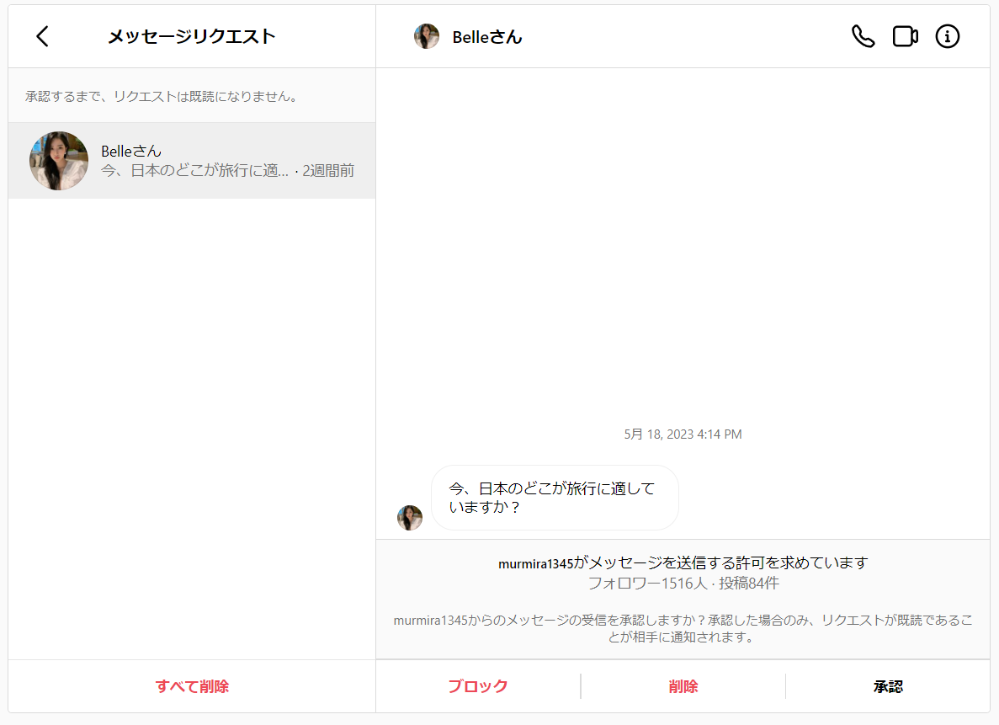 メッセージリクエスト
承認するまで、リクエストは既読になりません。
Belleさん
今、日本のどこが旅行に適... · 2週間前
すべて削除
Belleさん
5月 18, 2023 4:14 PM
今、日本のどこが旅行に適して
いますか？
murmira1345がメッセージを送信する許可を求めています
フォロワー1516人 · 投稿84件
murmira1345からのメッセージの受信を承認しますか？承認した場合のみ、リクエストが既読であるこ
とが相手に通知されます。
ブロック
削除
承認